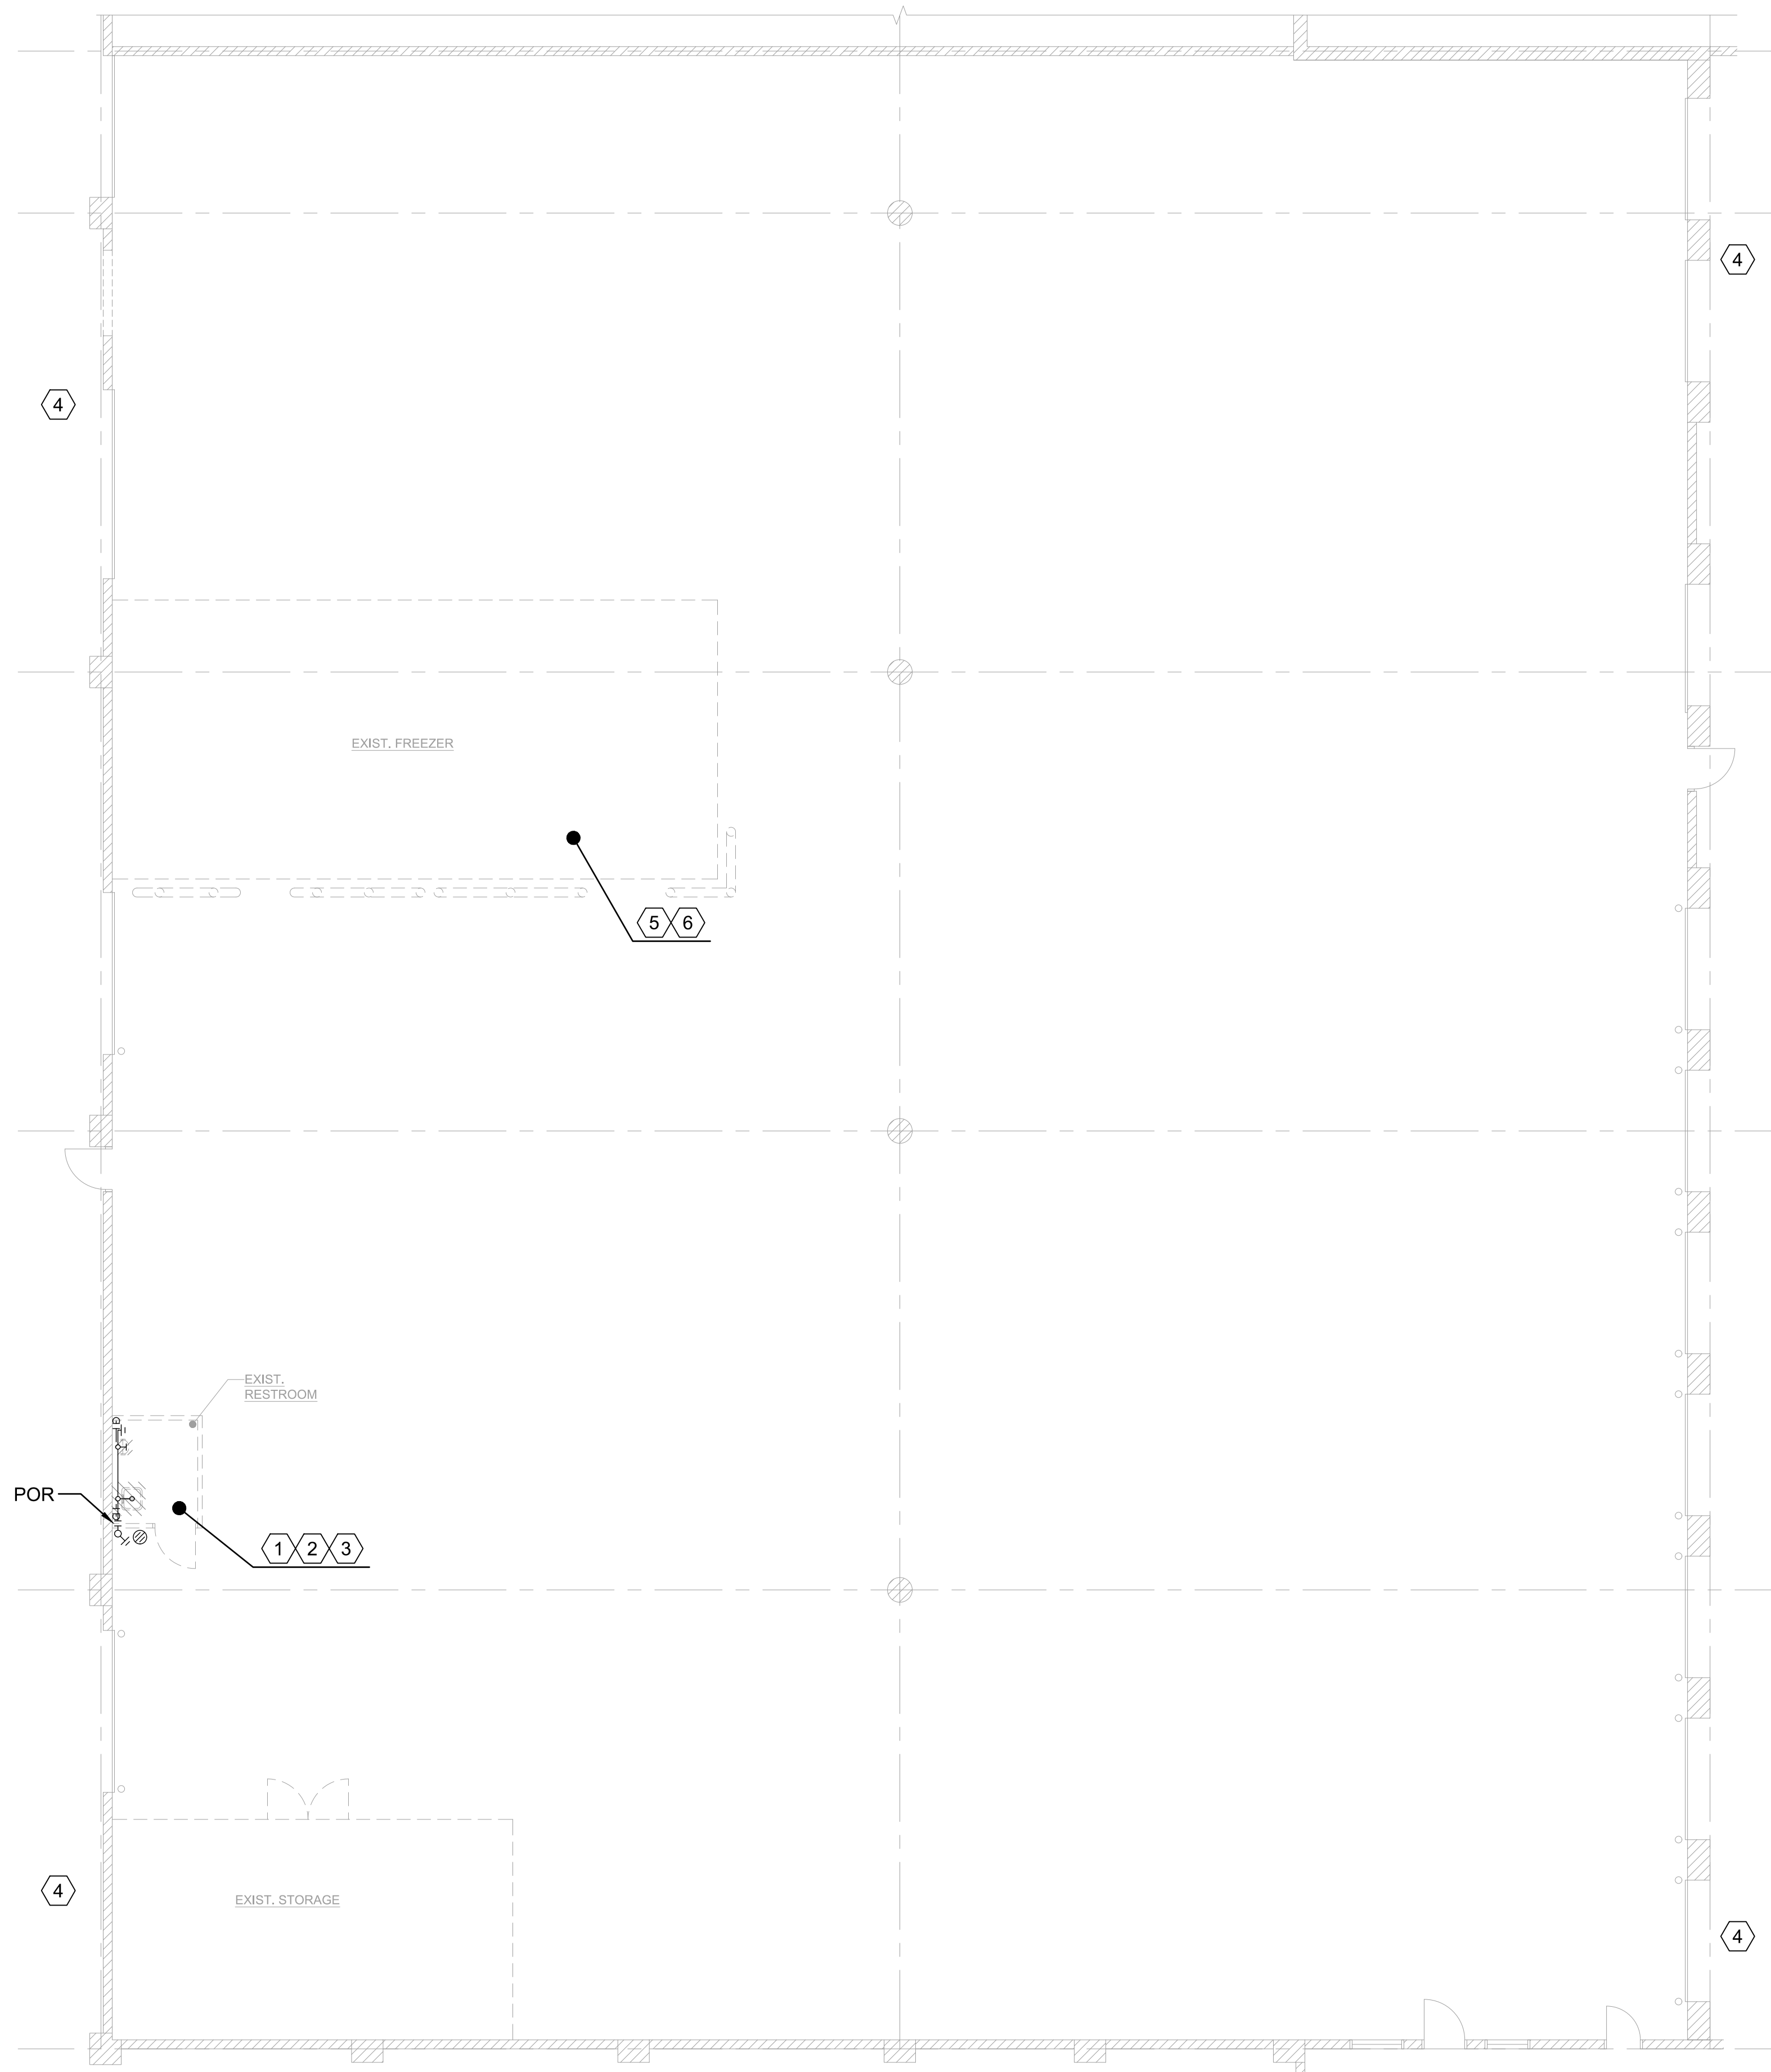 4
4
EXIST. FREEZER
5 6
EXIST.
RESTROOM
POR
1 2 3
4
EXIST. STORAGE
4